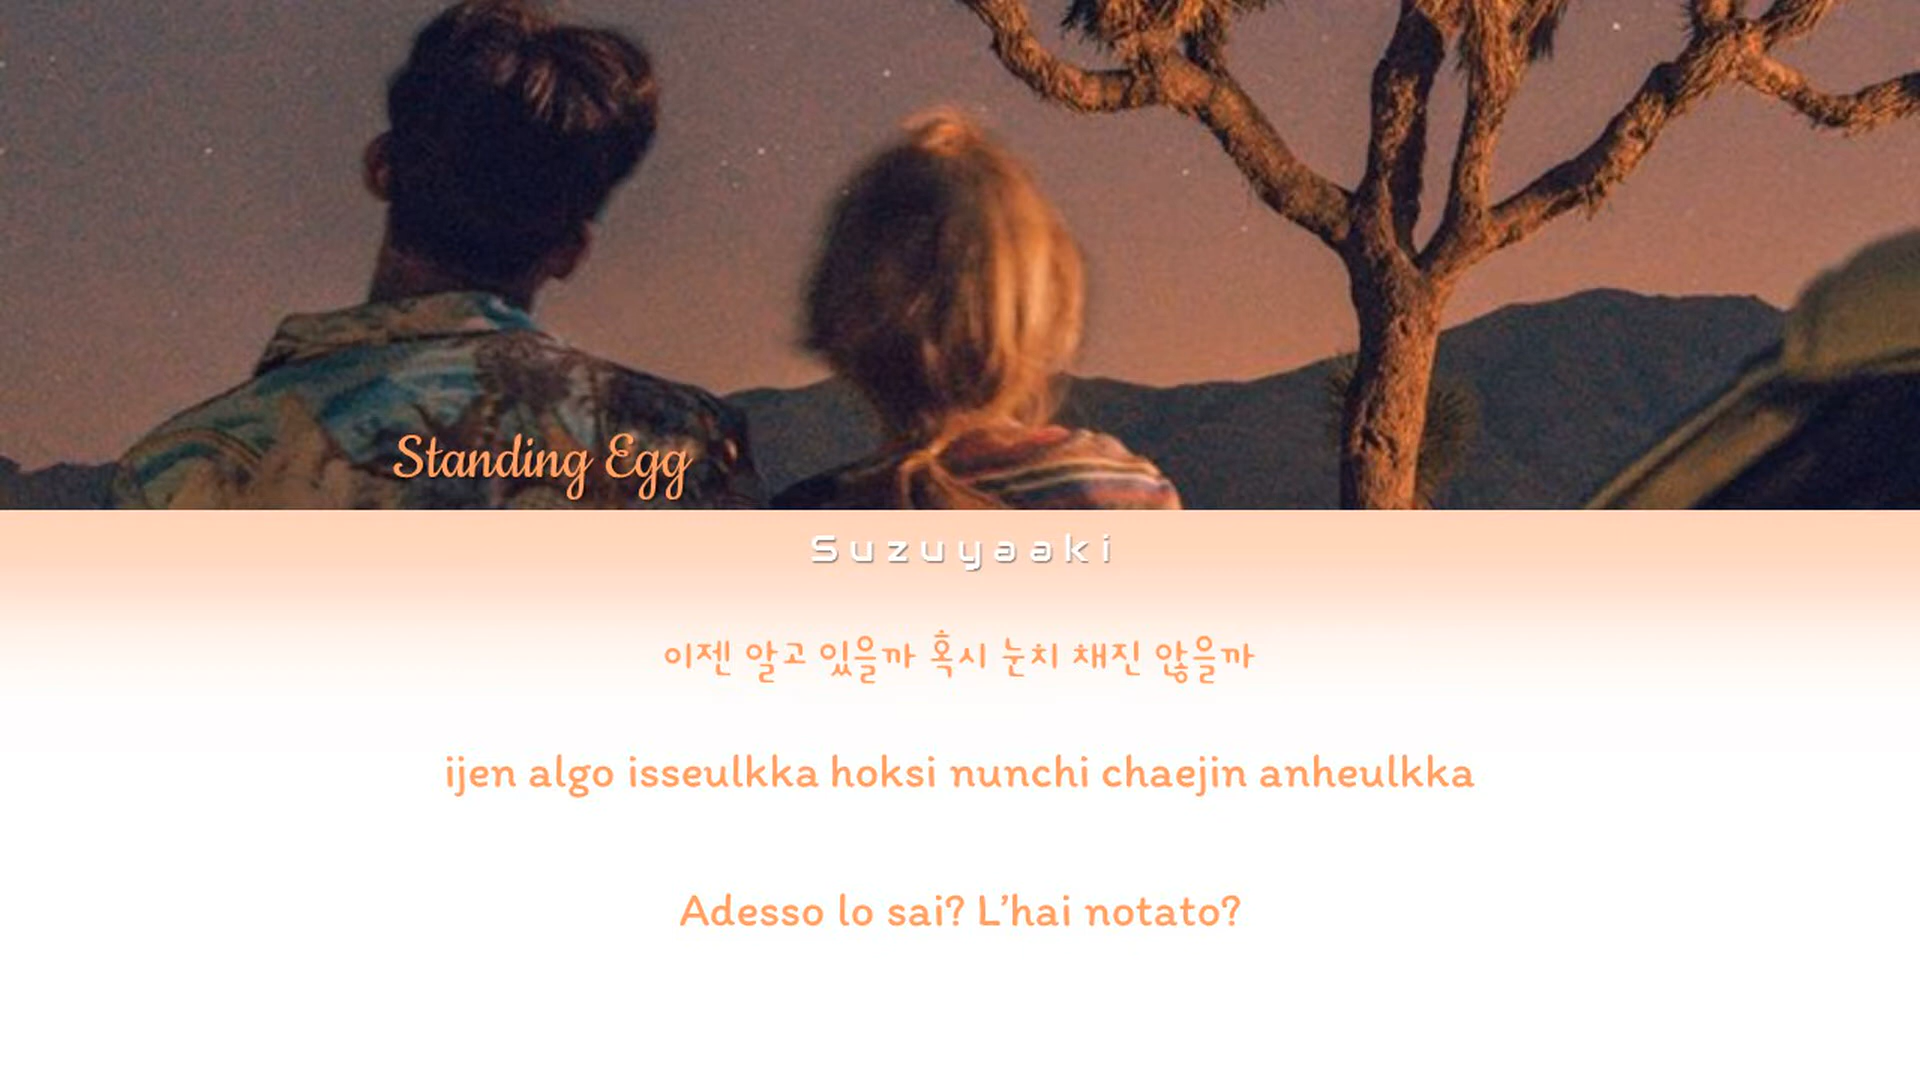 Standing Egg
Suzuyaaki
이젠 알고 있을까 혹시 눈치 채진 않을까
ijen algo isseulkka hoksi nunchi chaejin anheulkka
Adesso lo sai? L’hai notato?